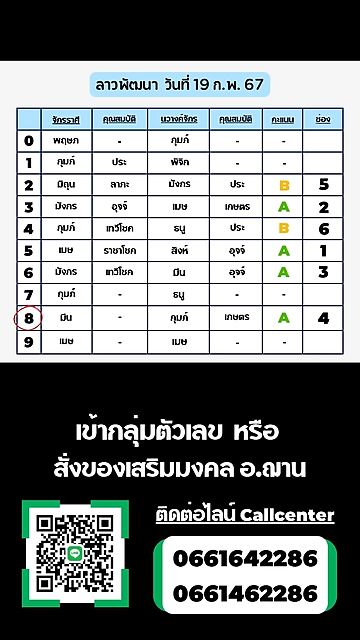 ลาวพัฒนา วันที่ 19 ก.พ. 67
จักรราศี คุณสมบัติ นวางค์จักร คุณสมบัติ คะแนน ช่อง
0 พฤษภ - กุมภ์ - -
1 กุมภ์ ประ พิจิก - -
2 มิถุน ลาภะ มังกร ประ B 5
3 มังกร อุจจ์ เมษ เกษตร A 2
4 กุมภ์ เทวีโชค ธนู ประ B 6
5 เมษ ราชาโชค สิงห์ อุจจ์ A 1
6 มังกร เทวีโชค มีน อุจจ์ A 3
7 กุมภ์ - ธนู - -
8 มีน - กุมภ์ เกษตร A 4
9 เมษ - เมษ - -
เข้ากลุ่มตัวเลข หรือ
สั่งของเสริมมงคล อ.ฌาน
ติดต่อไลน์ Callcenter
0661642286
0661462286
LINE